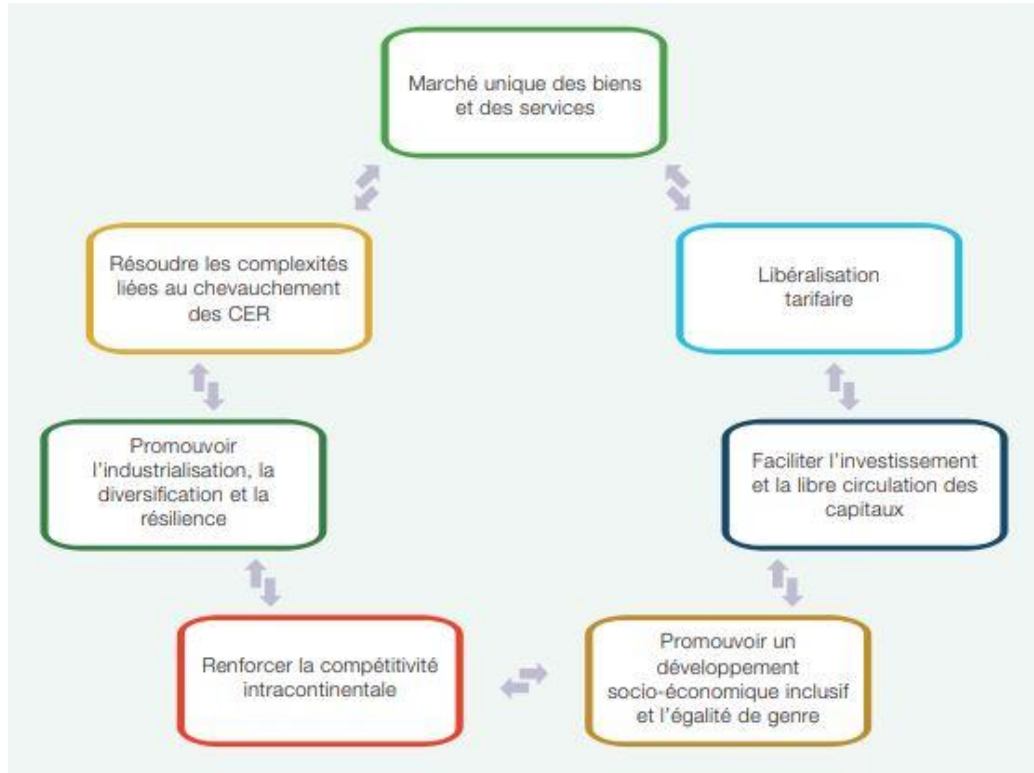 Marché unique des biens
et des services
Résoudre les complexités
liées au chevauchement
des CER
Libéralisation
tarifaire
Promouvoir
l'industrialisation, la
diversification et la
résilience
Faciliter l'investissement
et la libre circulation des
capitaux
Renforcer la compétitivité
intracontinentale
Promouvoir un
développement
socio-économique inclusif
et l'égalité de genre